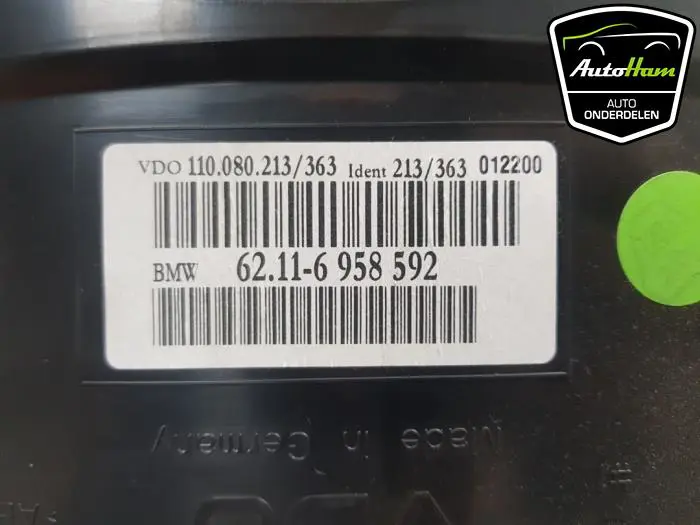 AutoHam
AUTO
ONDERDELEN
VDO 110.080.213/363 Ident 213/363 012200
BMW 62.11-6 958 592
Made in Germany
VDO